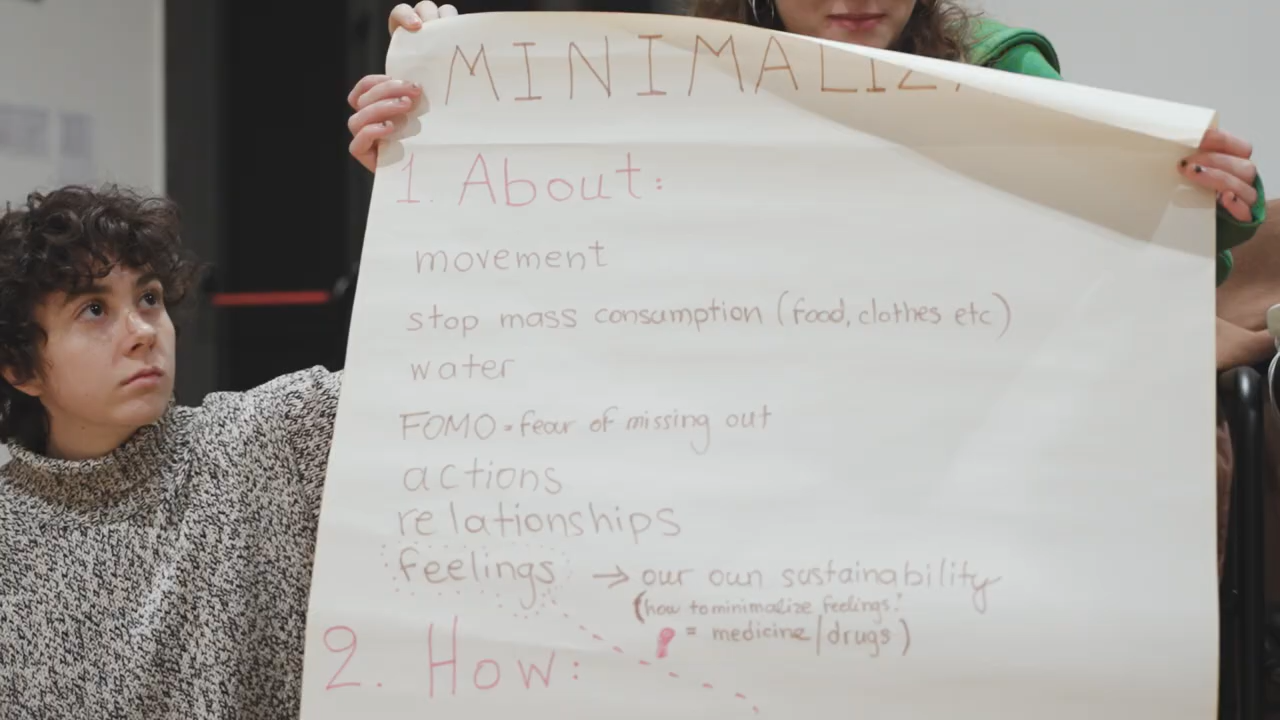 MINIMALIZ
1. About:
movement
stop mass consumption (food, clothes etc)
water
FOMO = fear of missing out
actions
relationships
feelings → our own sustainability
(how to minimalize feelings?
= medicine/drugs)
2. How: